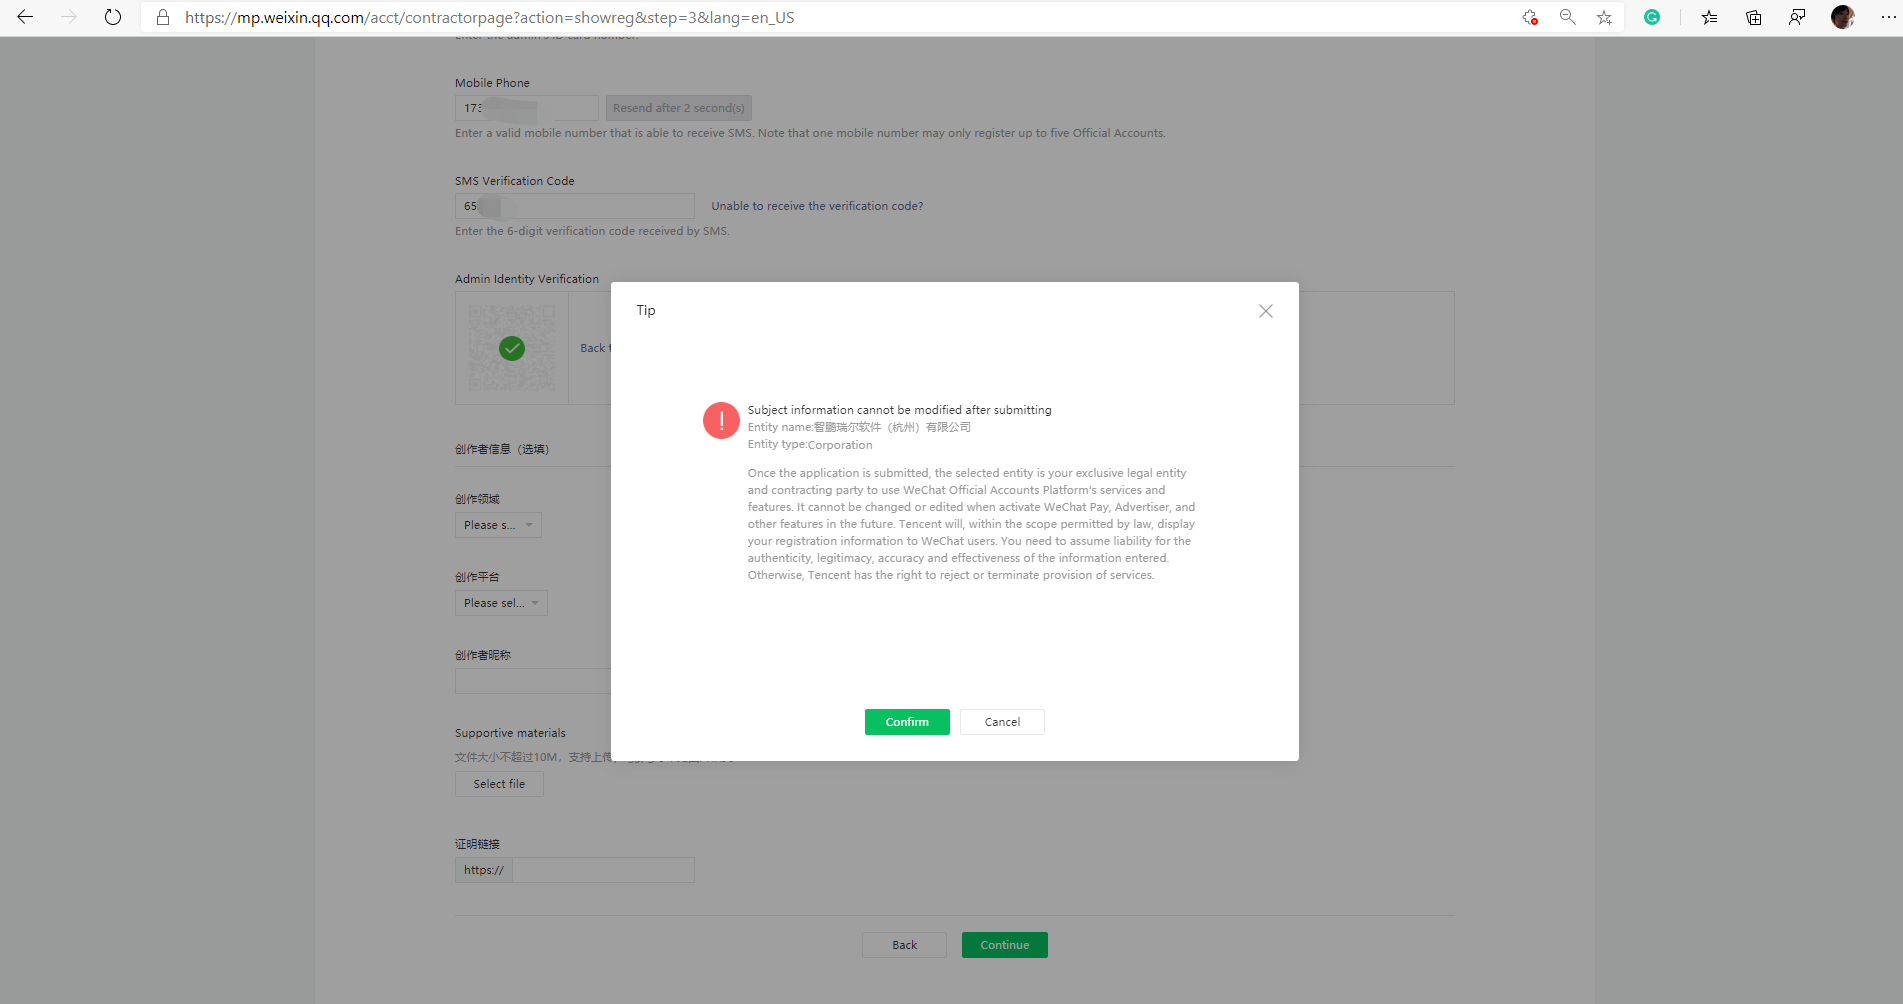 https://mp.weixin.qq.com/acct/contractorpage?action=showreg&step=3&lang=en_US
Mobile Phone
173
Resend after 2 second(s)
Enter a valid mobile number that is able to receive SMS. Note that one mobile number may only register up to five Official Accounts.
SMS Verification Code
65
Unable to receive the verification code?
Enter the 6-digit verification code received by SMS.
Admin Identity Verification
Back
Tip
Subject information cannot be modified after submitting
Entity name:智鹏瑞尔软件（杭州）有限公司
Entity type:Corporation
Once the application is submitted, the selected entity is your exclusive legal entity
and contracting party to use WeChat Official Accounts Platform's services and
features. It cannot be changed or edited when activate WeChat Pay, Advertiser, and
other features in the future. Tencent will, within the scope permitted by law, display
your registration information to WeChat users. You need to assume liability for the
authenticity, legitimacy, accuracy and effectiveness of the information entered.
Otherwise, Tencent has the right to reject or terminate provision of services.
Confirm
Cancel
创作者信息（选填）
创作领域
Please s...
创作平台
Please sel...
创作者昵称
Supportive materials
文件大小不超过10M，支持上传
Select file
证明链接
https://
Back
Continue